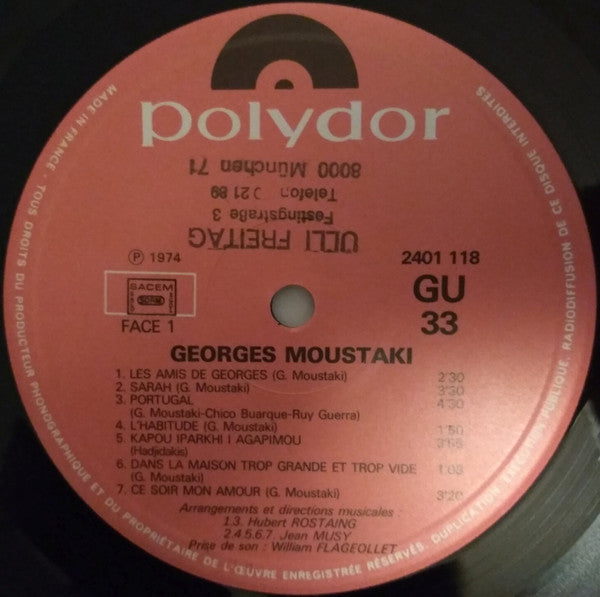 polydor
ULLI FREITAG
Festingstraße 3
Telefon 7 21 89
8000 München 71
℗ 1974
2401 118
SACEM
SDRM
GU
FACE 1
33
GEORGES MOUSTAKI
1. LES AMIS DE GEORGES (G. Moustaki) 2'30
2. SARAH (G. Moustaki) 3'30
3. PORTUGAL 4'30
(G. Moustaki-Chico Buarque-Ruy Guerra)
4. L'HABITUDE (G. Moustaki) 1'50
5. KAPOU IPARKHI I AGAPIMOU 3'55
(Hadjidakis)
6. DANS LA MAISON TROP GRANDE ET TROP VIDE 1'03
(G. Moustaki)
7. CE SOIR MON AMOUR (G. Moustaki) 3'20
Arrangements et directions musicales :
1.3. Hubert ROSTAING
2.4.5.6.7. Jean MUSY
Prise de son : William FLAGEOLLET
MADE IN FRANCE. TOUS DROITS DU PRODUCTEUR PHONOGRAPHIQUE ET DU PROPRIÉTAIRE DE L'ŒUVRE ENREGISTRÉE RÉSERVÉS. DUPLICATION, EXÉCUTION PUBLIQUE, RADIODIFFUSION DE CE DISQUE INTERDITES